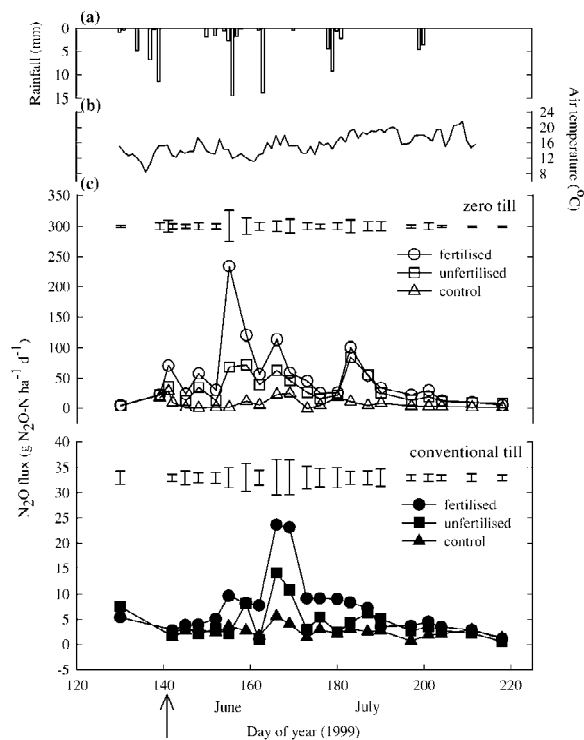 (a)
Rainfall (mm)
0
5
10
15
(b)
Air temperature (°C)
24
20
16
12
8
(c)
350
300
250
200
150
100
50
0
zero till
fertilised
unfertilised
control
N₂O flux (g N₂O-N ha⁻¹ d⁻¹)
40
35
30
25
20
15
10
5
0
-5
conventional till
fertilised
unfertilised
control
120 140 160 180 200 220
June July
Day of year (1999)